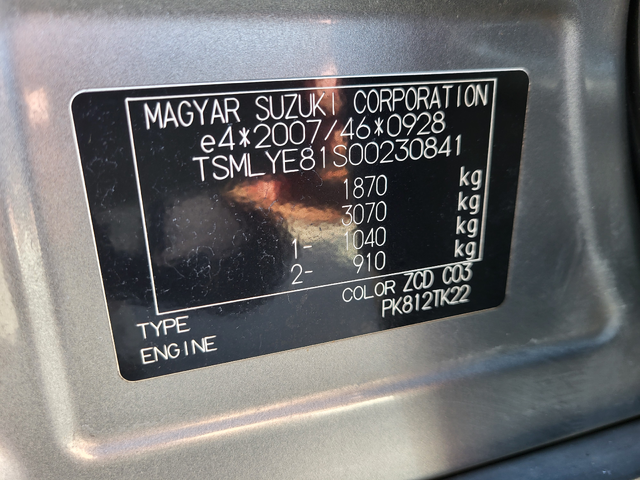 MAGYAR SUZUKI CORPORATION
e4*2007/46*0928
TSMLYE81S00230841
1870 kg
3070 kg
1- 1040 kg
2- 910 kg
COLOR ZCD C03
TYPE PK812TK22
ENGINE